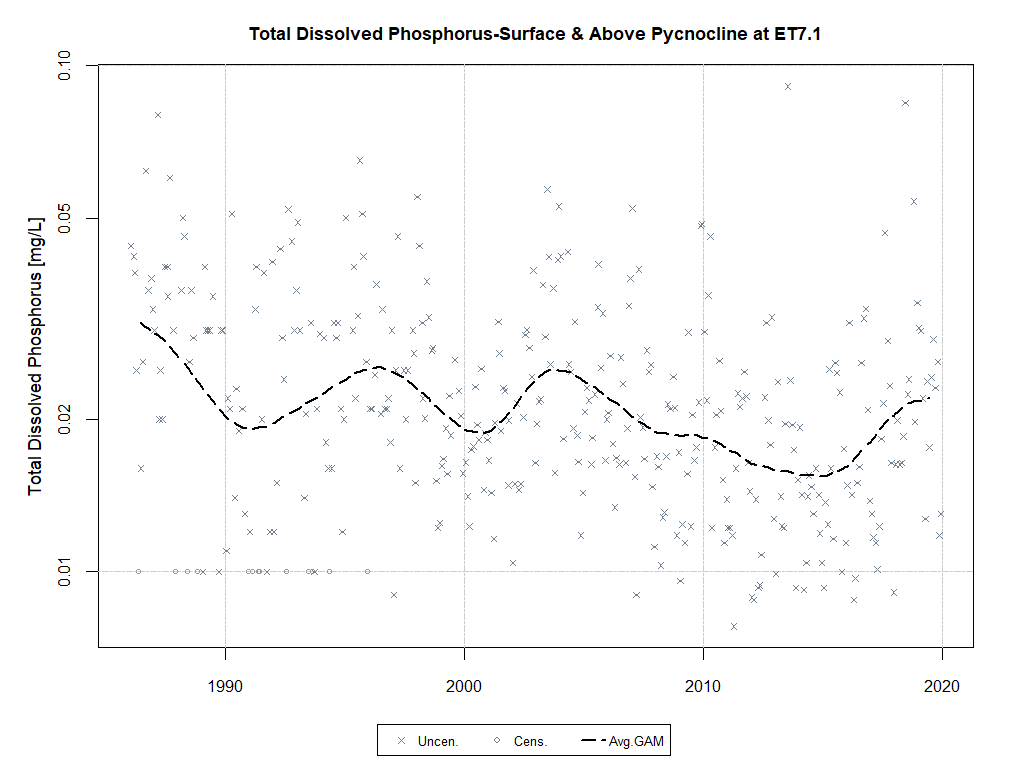 Total Dissolved Phosphorus-Surface & Above Pycnocline at ET7.1
Total Dissolved Phosphorus [mg/L]
0.10
0.05
0.02
0.01
1990 2000 2010 2020
Uncen. Cens. Avg.GAM